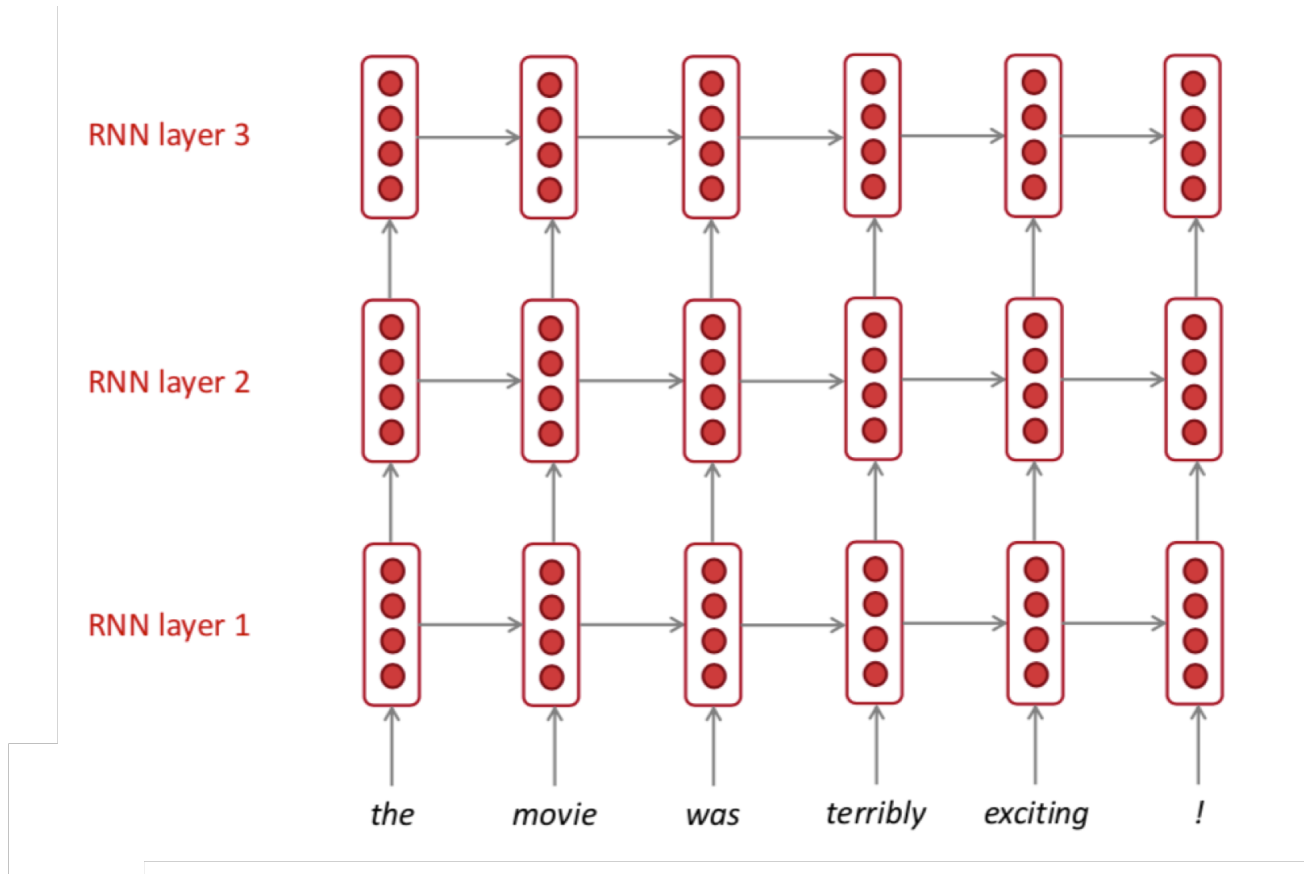 RNN layer 3
RNN layer 2
RNN layer 1
the movie was terribly exciting !